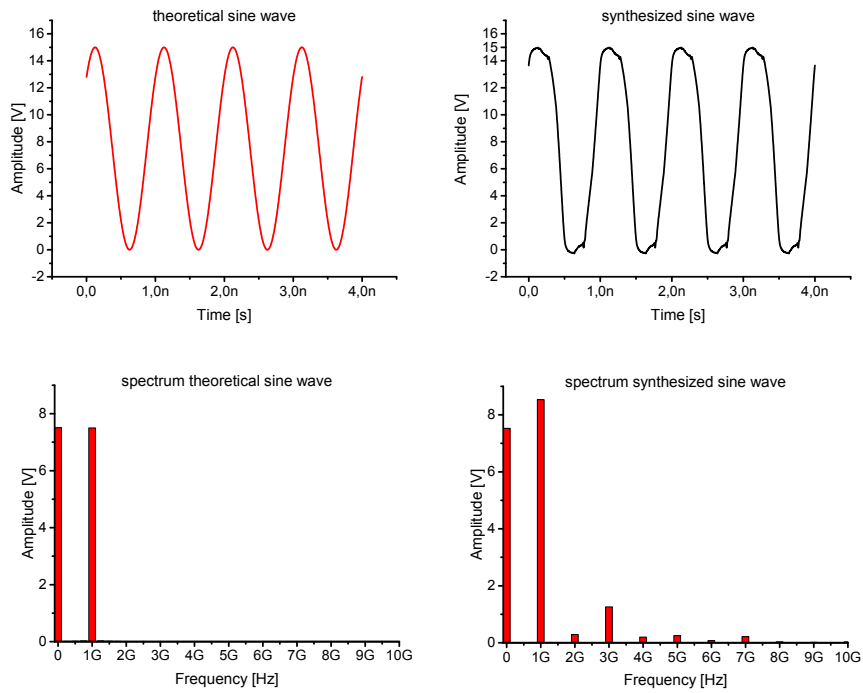 theoretical sine wave
16
14
12
10
8
6
4
2
0
-2
Amplitude [V]
0,0
1,0n
2,0n
3,0n
4,0n
Time [s]
synthesized sine wave
16
15
14
12
10
8
6
4
2
0
-2
Amplitude [V]
0,0
1,0n
2,0n
3,0n
4,0n
Time [s]
spectrum theoretical sine wave
8
6
4
2
0
Amplitude [V]
0
1G
2G
3G
4G
5G
6G
7G
8G
9G
10G
Frequency [Hz]
spectrum synthesized sine wave
8
6
4
2
0
Amplitude [V]
0
1G
2G
3G
4G
5G
6G
7G
8G
9G
10G
Frequency [Hz]